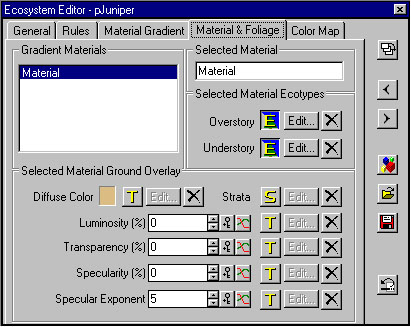 Ecosystem Editor - pJuniper
General Rules Material Gradient Material & Foliage Color Map
Gradient Materials
Material
Selected Material
Material
Selected Material Ecotypes
Overstory E Edit...
Understory E Edit...
Selected Material Ground Overlay
Diffuse Color T Edit... Strata S Edit...
Luminosity (%) 0 T Edit...
Transparency (%) 0 T Edit...
Specularity (%) 0 T Edit...
Specular Exponent 5 T Edit...